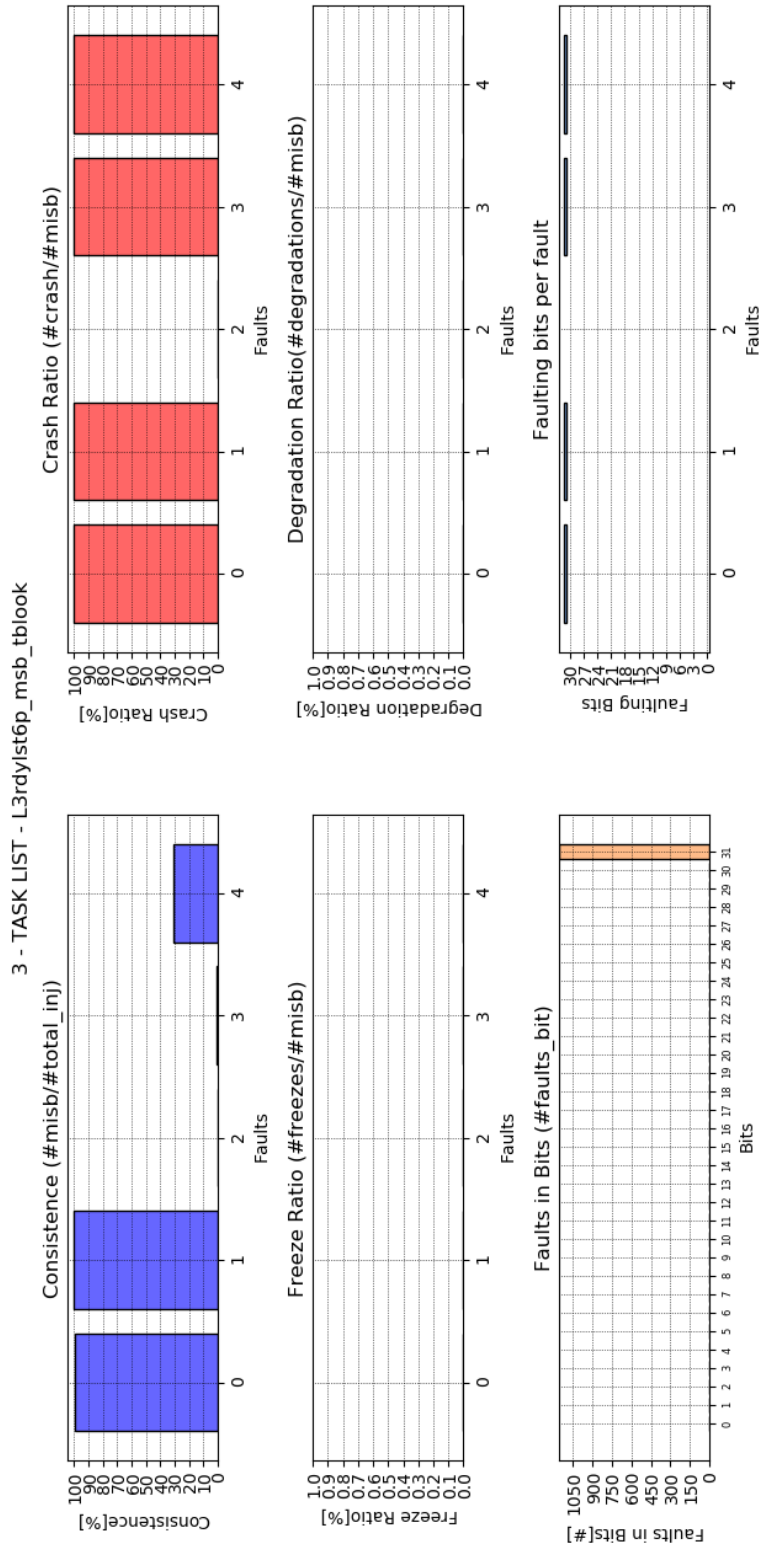 3 - TASK LIST - L3rdylst6p_msb_tblook
Consistence (#misb/#total_inj)
Consistence[%]
100
90
80
70
60
50
40
30
20
10
0
0 1 2 3 4
Faults
Crash Ratio (#crash/#misb)
Crash Ratio[%]
100
90
80
70
60
50
40
30
20
10
0
0 1 2 3 4
Faults
Freeze Ratio (#freezes/#misb)
Freeze Ratio[%]
1.0
0.9
0.8
0.7
0.6
0.5
0.4
0.3
0.2
0.1
0.0
0 1 2 3 4
Faults
Degradation Ratio(#degradations/#misb)
Degradation Ratio[%]
1.0
0.9
0.8
0.7
0.6
0.5
0.4
0.3
0.2
0.1
0.0
0 1 2 3 4
Faults
Faults in Bits (#faults_bit)
Faults in Bits[#]
1050
900
750
600
450
300
150
0
0 1 2 3 4 5 6 7 8 9 10 11 12 13 14 15 16 17 18 19 20 21 22 23 24 25 26 27 28 29 30 31
Bits
Faulting bits per fault
Faulting Bits
30
27
24
21
18
15
12
9
6
3
0
0 1 2 3 4
Faults